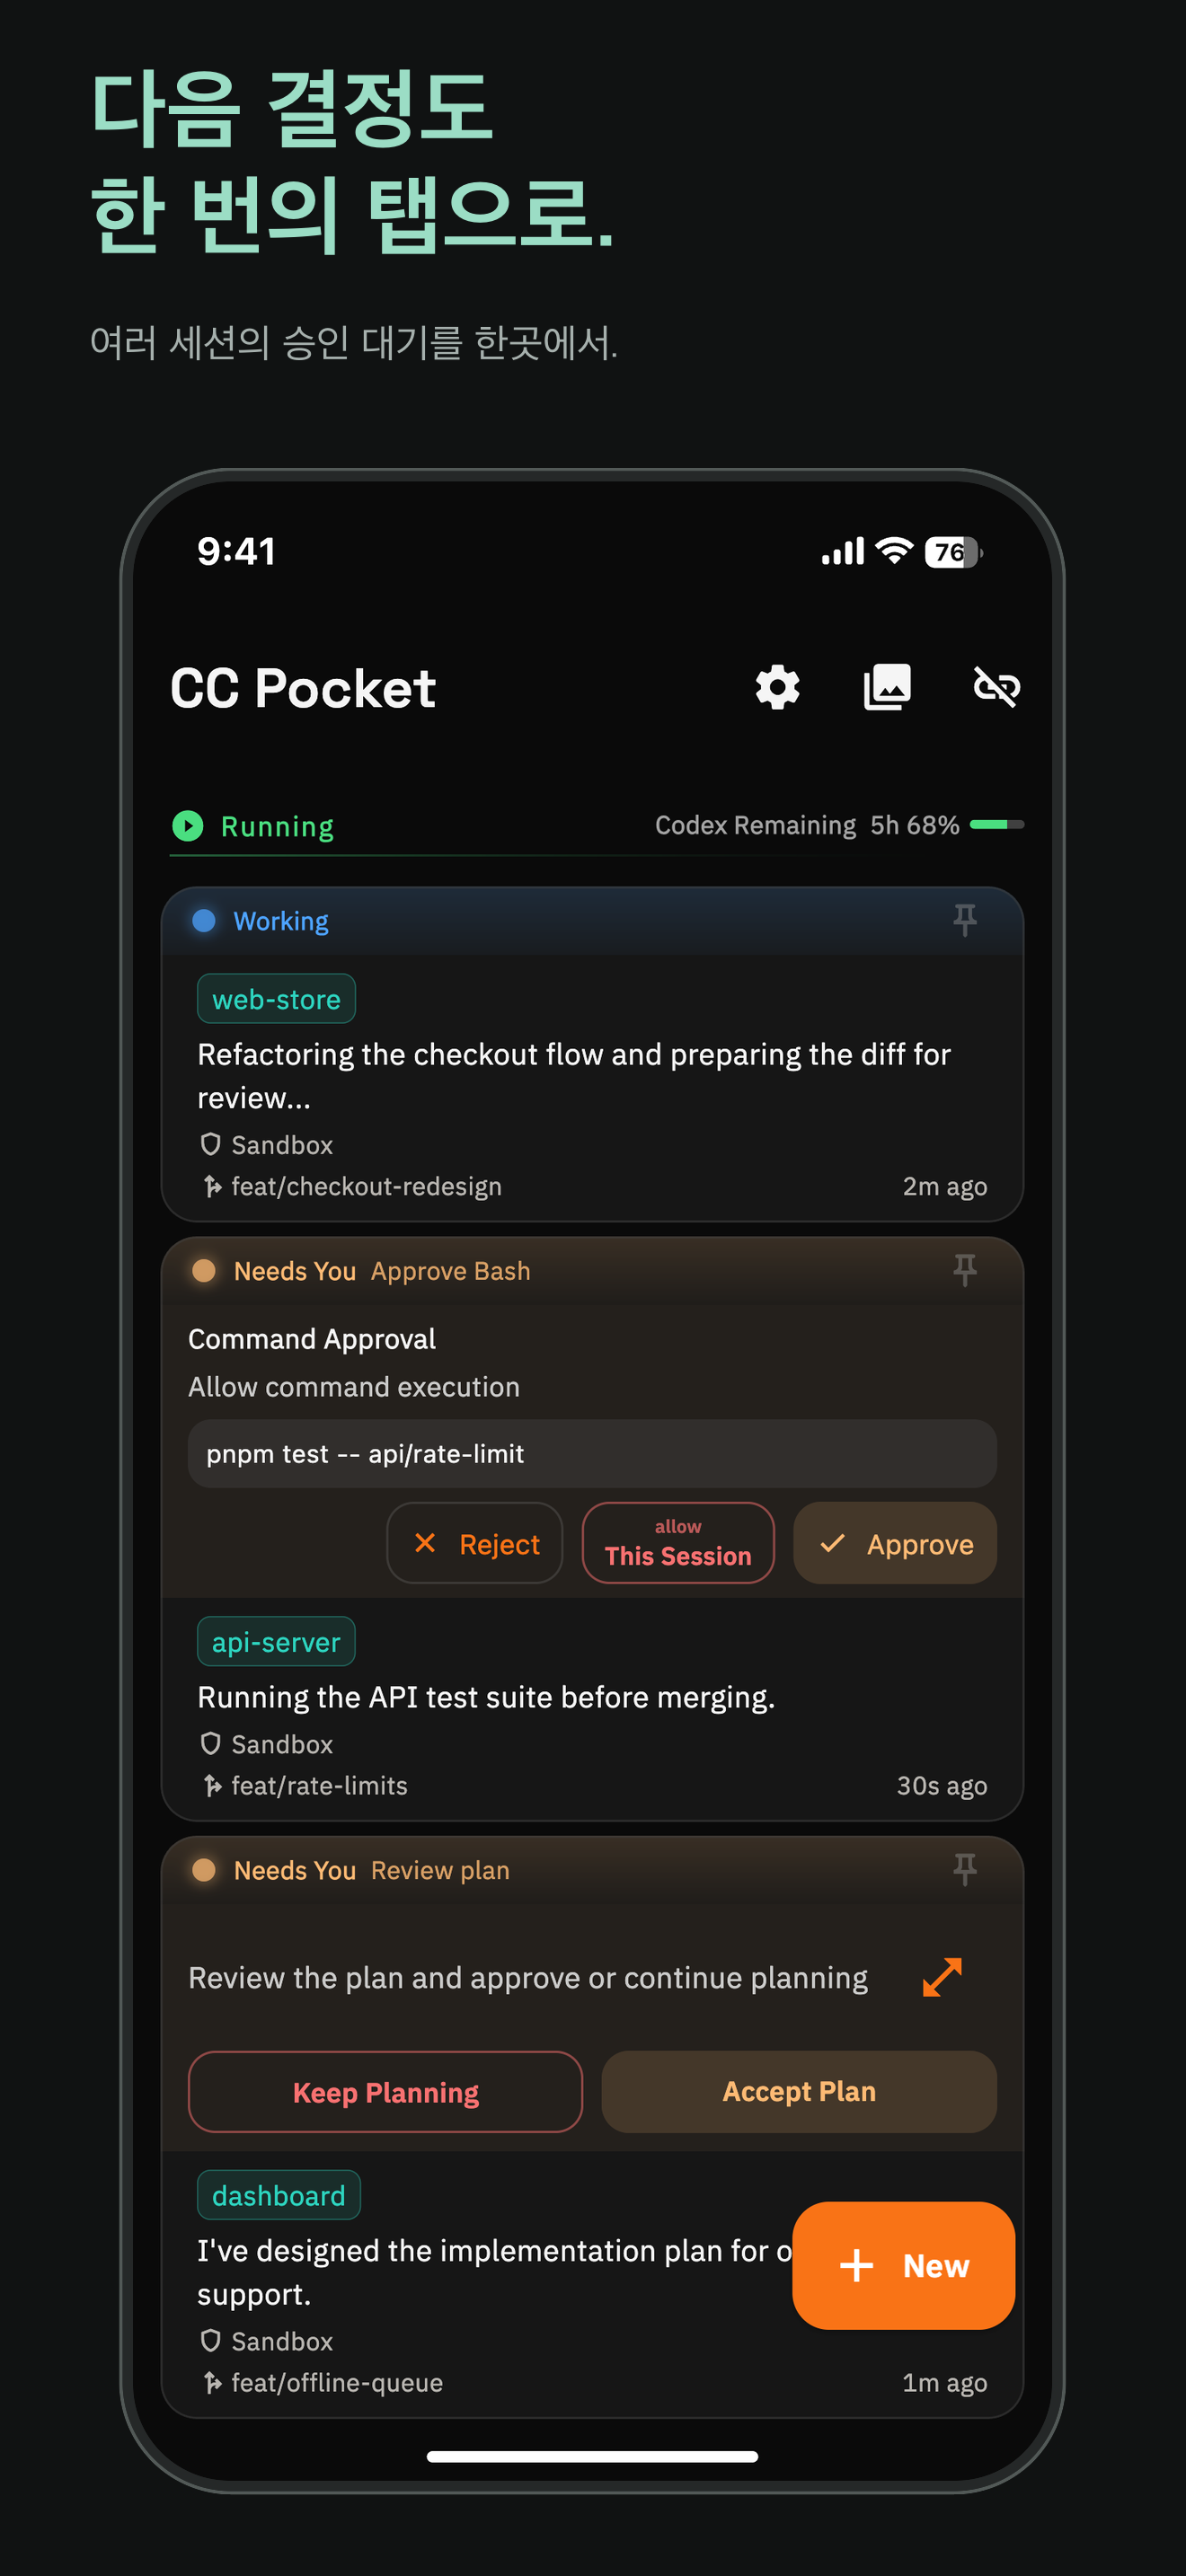 다음 결정도
한 번의 탭으로.
여러 세션의 승인 대기를 한곳에서.
9:41
76
CC Pocket
Running
Codex Remaining 5h 68%
Working
web-store
Refactoring the checkout flow and preparing the diff for
review...
Sandbox
feat/checkout-redesign
2m ago
Needs You Approve Bash
Command Approval
Allow command execution
pnpm test -- api/rate-limit
Reject
allow
This Session
Approve
api-server
Running the API test suite before merging.
Sandbox
feat/rate-limits
30s ago
Needs You Review plan
Review the plan and approve or continue planning
Keep Planning
Accept Plan
dashboard
I've designed the implementation plan for
support.
New
Sandbox
feat/offline-queue
1m ago